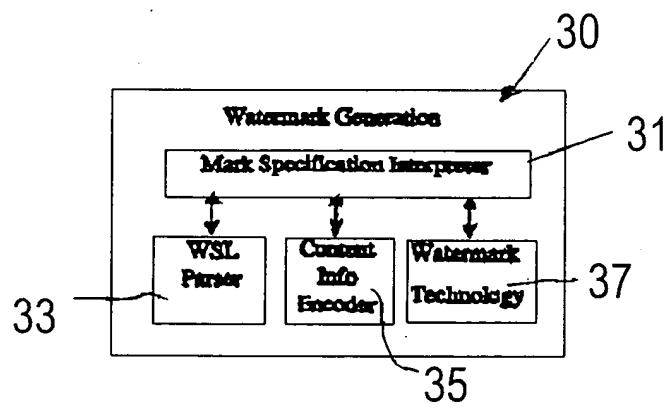 30
Watermark Generation
31
Mark Specification Interpreter
WSL
Parser
Content
Info
Encoder
Watermark
Technology
33
35
37